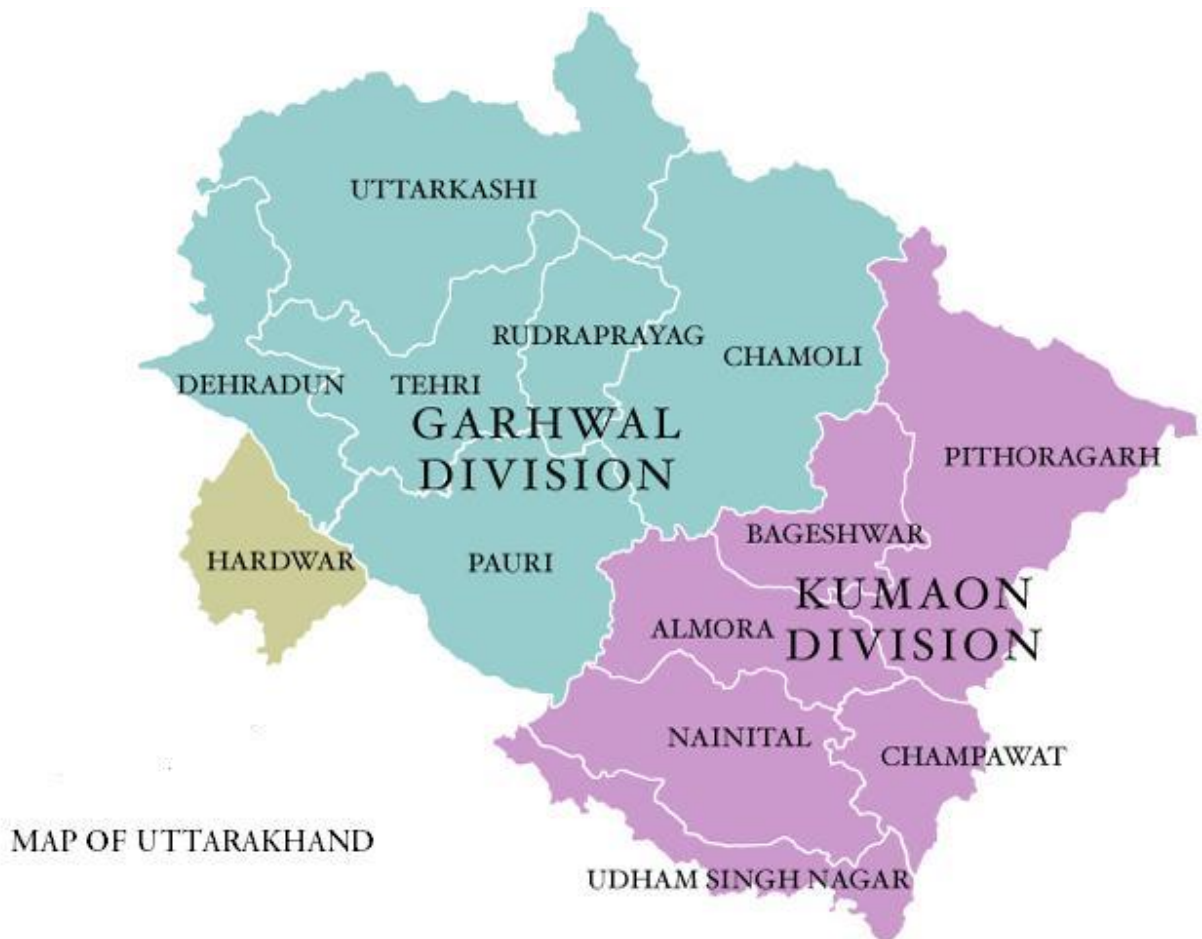 UTTARKASHI
RUDRAPRAYAG
CHAMOLI
DEHRADUN
TEHRI
GARHWAL
DIVISION
PITHORAGARH
HARDWAR
PAURI
BAGESHWAR
KUMAON
DIVISION
ALMORA
NAINITAL
CHAMPAWAT
MAP OF UTTARAKHAND
UDHAM SINGH NAGAR